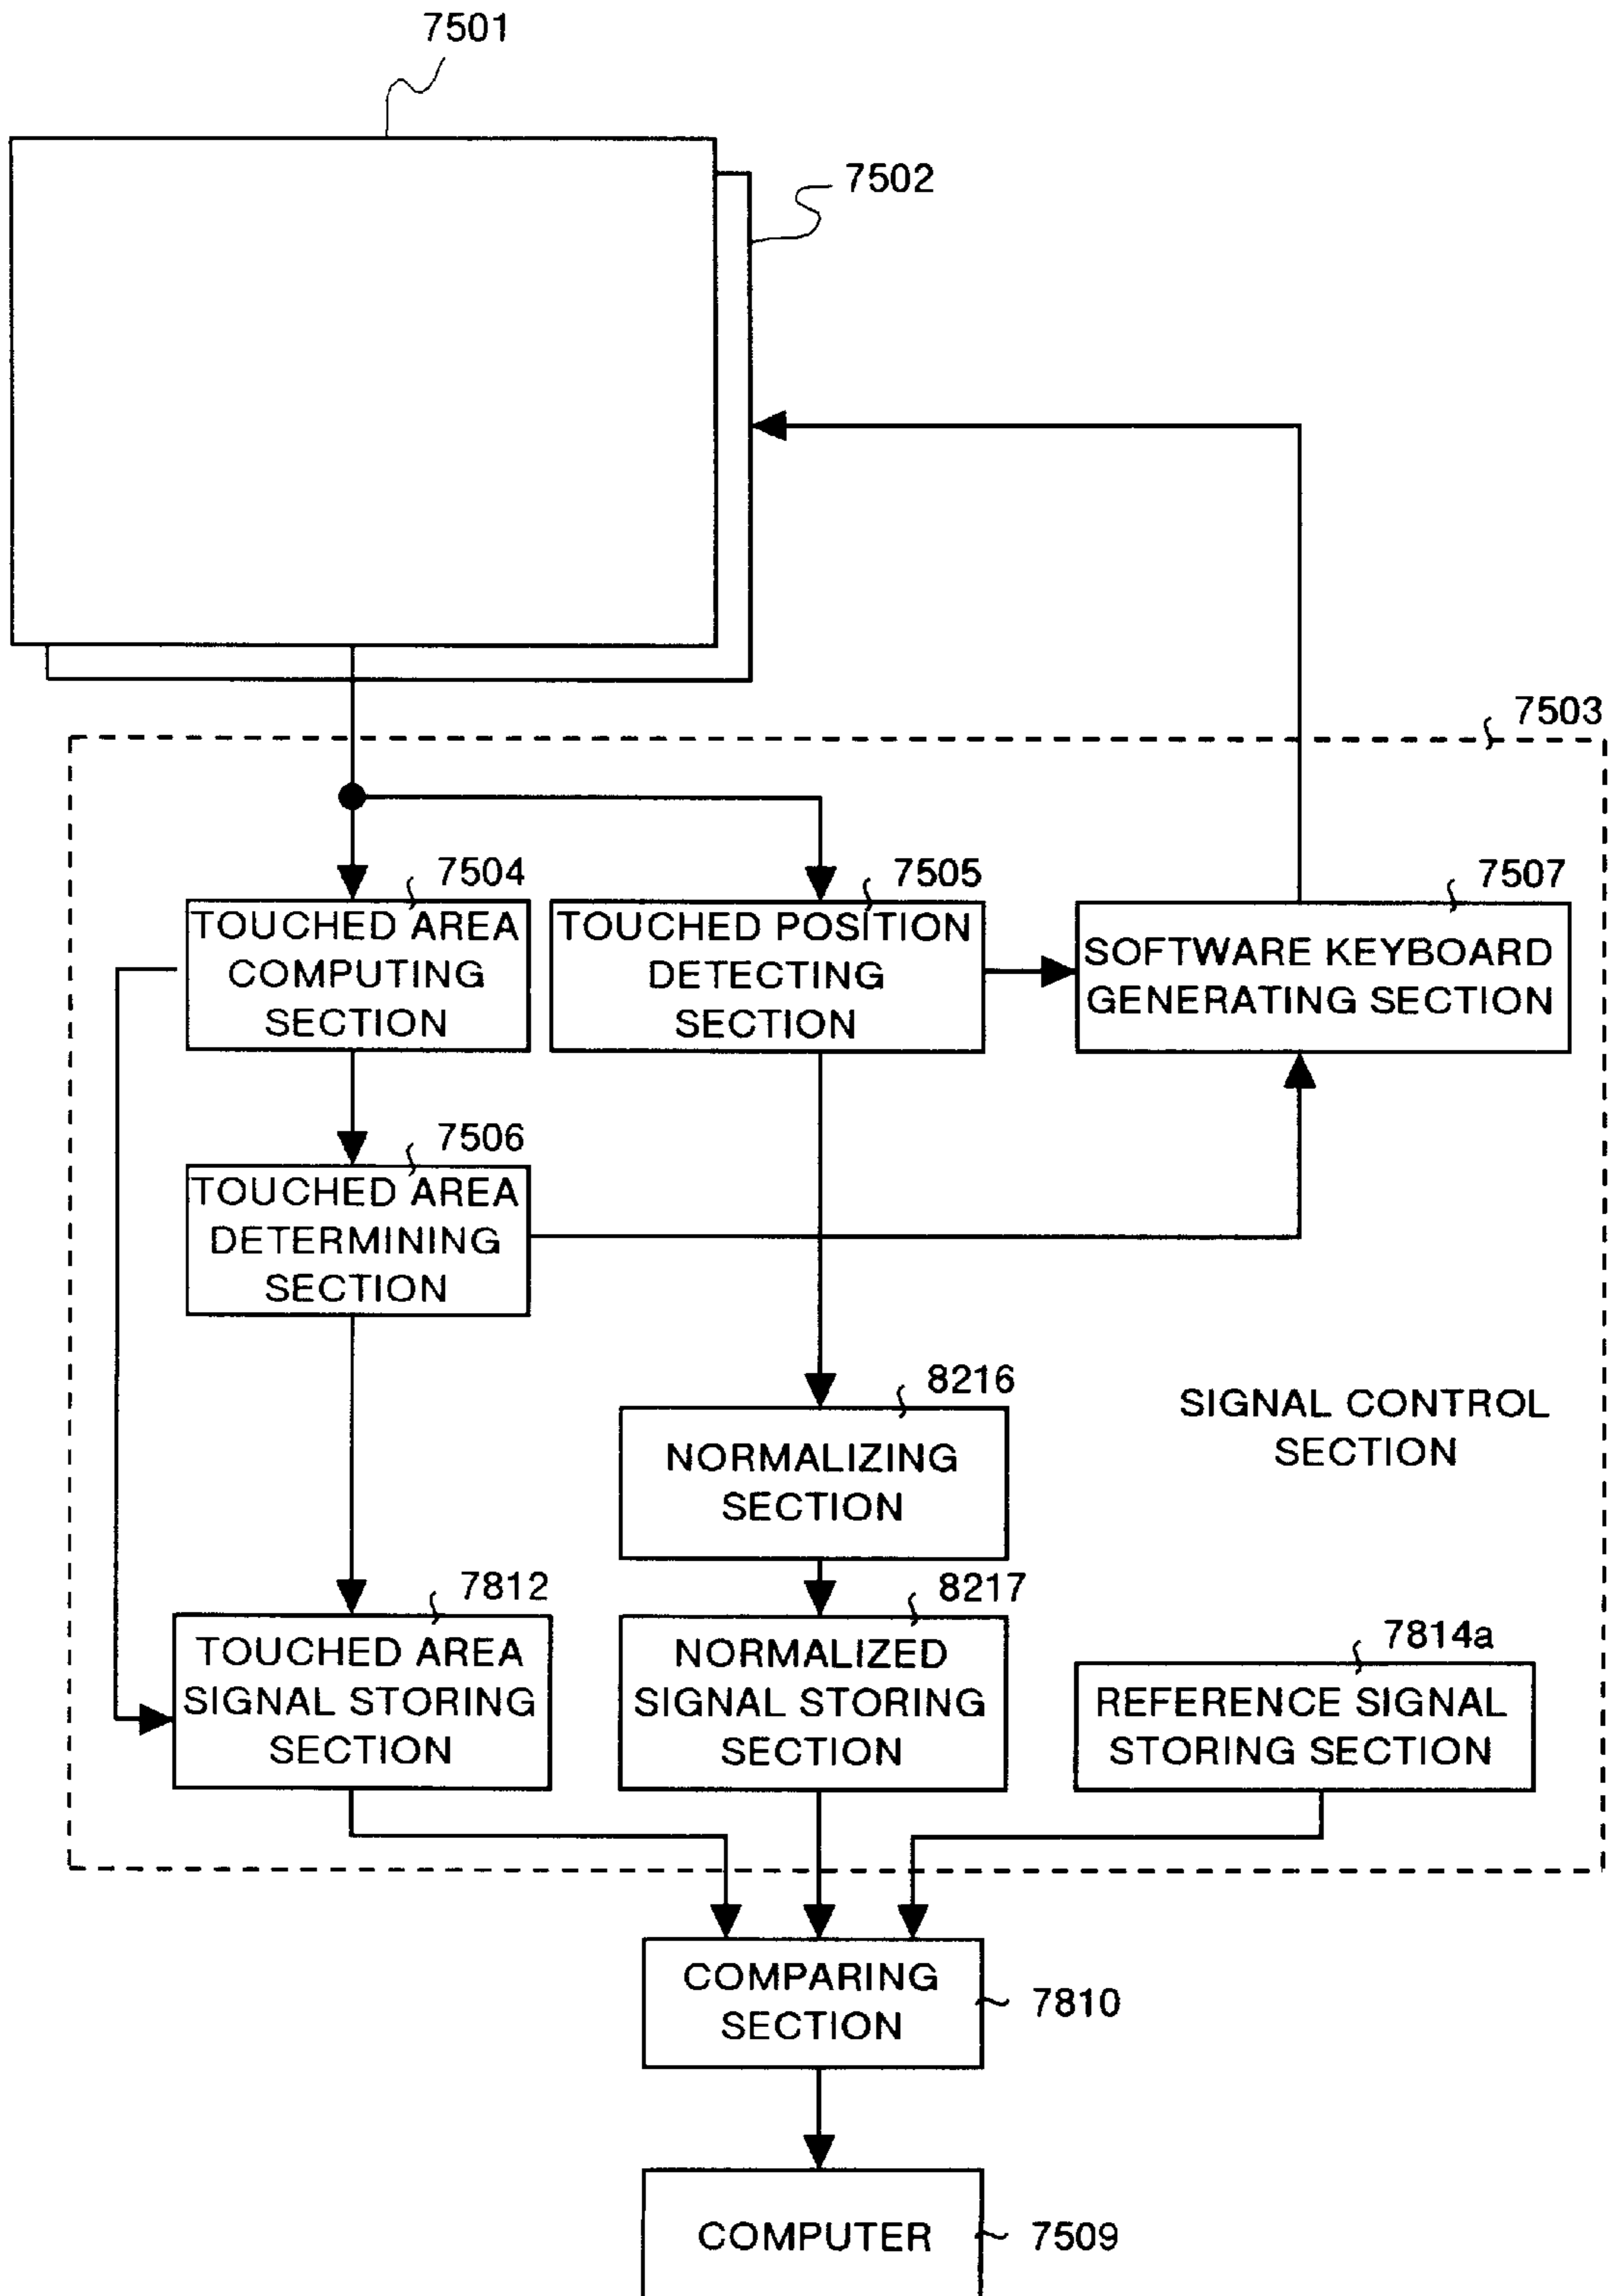 7501
7502
7503
7504
TOUCHED AREA
COMPUTING
SECTION
7505
TOUCHED POSITION
DETECTING
SECTION
7507
SOFTWARE KEYBOARD
GENERATING SECTION
7506
TOUCHED AREA
DETERMINING
SECTION
8216
NORMALIZING
SECTION
SIGNAL CONTROL
SECTION
7812
TOUCHED AREA
SIGNAL STORING
SECTION
8217
NORMALIZED
SIGNAL STORING
SECTION
7814a
REFERENCE SIGNAL
STORING SECTION
COMPARING
SECTION
7810
COMPUTER
7509